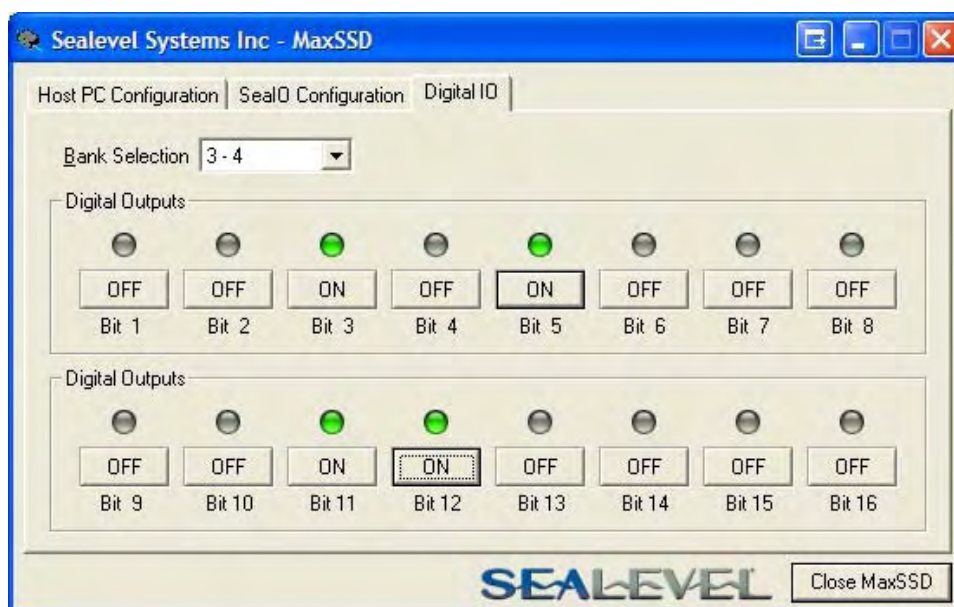 Sealevel Systems Inc - MaxSSD
Host PC Configuration SeaIO Configuration Digital IO
Bank Selection 3 - 4
Digital Outputs
OFF OFF ON OFF ON OFF OFF OFF
Bit 1 Bit 2 Bit 3 Bit 4 Bit 5 Bit 6 Bit 7 Bit 8
Digital Outputs
OFF OFF ON ON OFF OFF OFF OFF
Bit 9 Bit 10 Bit 11 Bit 12 Bit 13 Bit 14 Bit 15 Bit 16
SEALEVEL Close MaxSSD